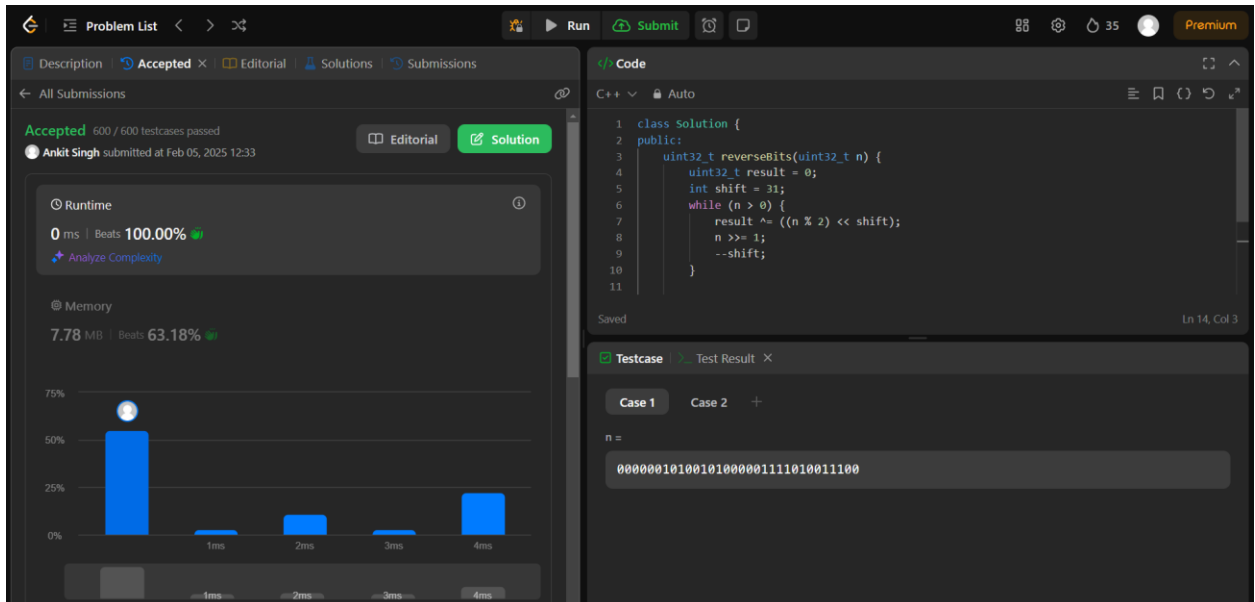 Problem List
Run
Submit
35
Premium
Description
Accepted
Editorial
Solutions
Submissions
All Submissions
Accepted 600 / 600 testcases passed
Ankit Singh submitted at Feb 05, 2025 12:33
Editorial
Solution
Runtime
0 ms | Beats 100.00%
Analyze Complexity
Memory
7.78 MB | Beats 63.18%
75%
50%
25%
0%
1ms 2ms 3ms 4ms
1ms 2ms 3ms 4ms
</> Code
C++ Auto
1 class Solution {
2 public:
3 uint32_t reverseBits(uint32_t n) {
4 uint32_t result = 0;
5 int shift = 31;
6 while (n > 0) {
7 result ^= ((n % 2) << shift);
8 n >>= 1;
9 --shift;
10 }
11
Saved
Ln 14, Col 3
Testcase
>_ Test Result
Case 1 Case 2 +
n =
00000010100101000001111010011100